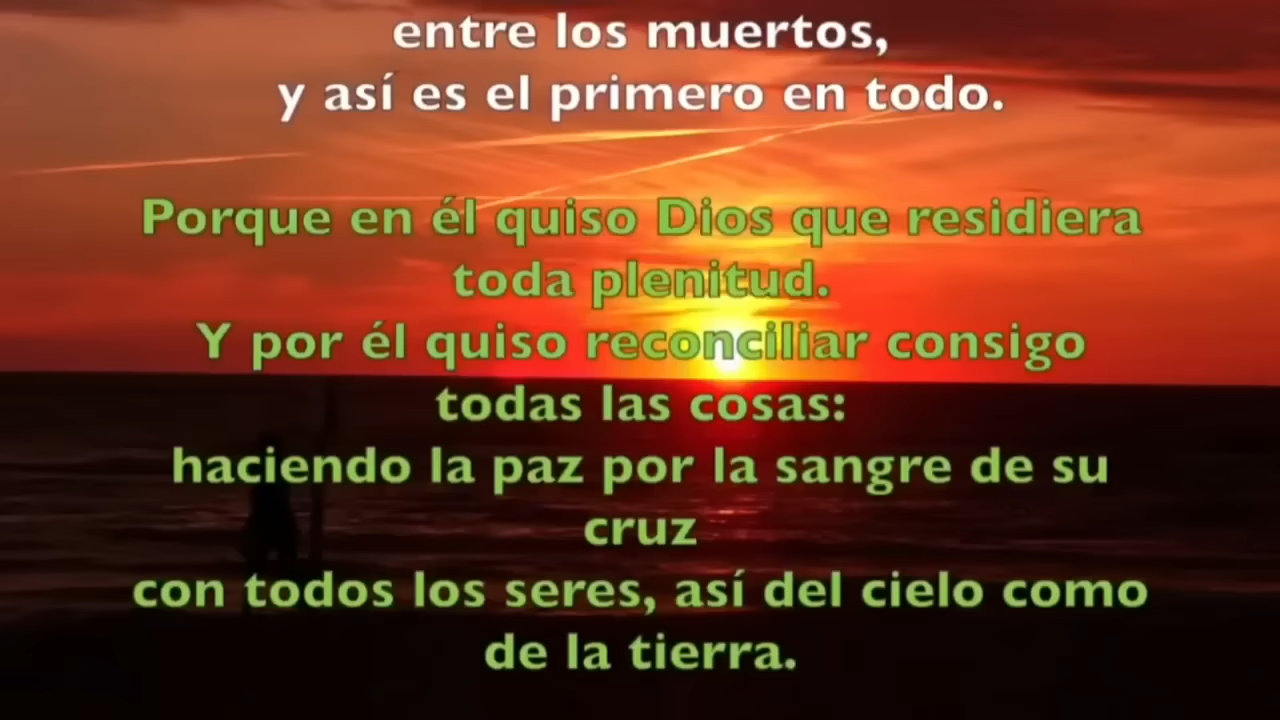 entre los muertos,
y así es el primero en todo.
Porque en él quiso Dios que residiera
toda plenitud.
Y por él quiso reconciliar consigo
todas las cosas:
haciendo la paz por la sangre de su
cruz
con todos los seres, así del cielo como
de la tierra.